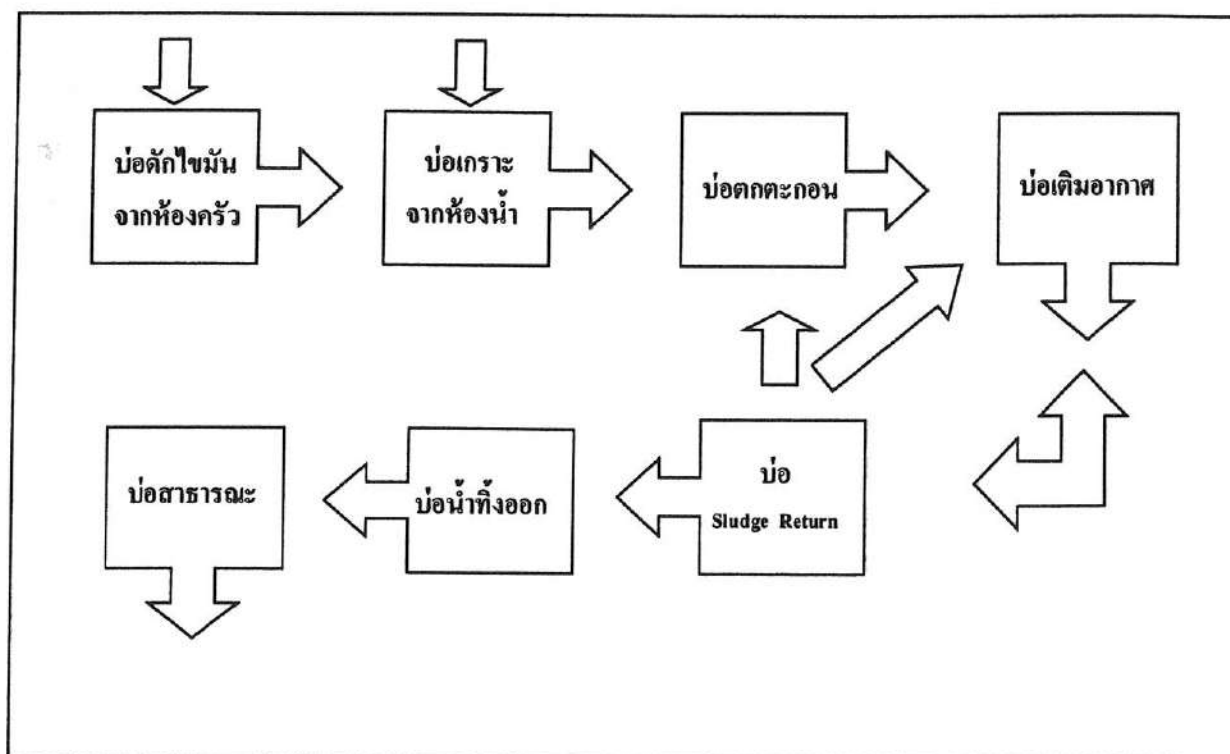 บ่อดักไขมัน
จากห้องครัว
บ่อเกราะ
จากห้องน้ำ
บ่อตกตะกอน
บ่อเติมอากาศ
บ่อสาธารณะ
บ่อน้ำทิ้งออก
บ่อ
Sludge Return